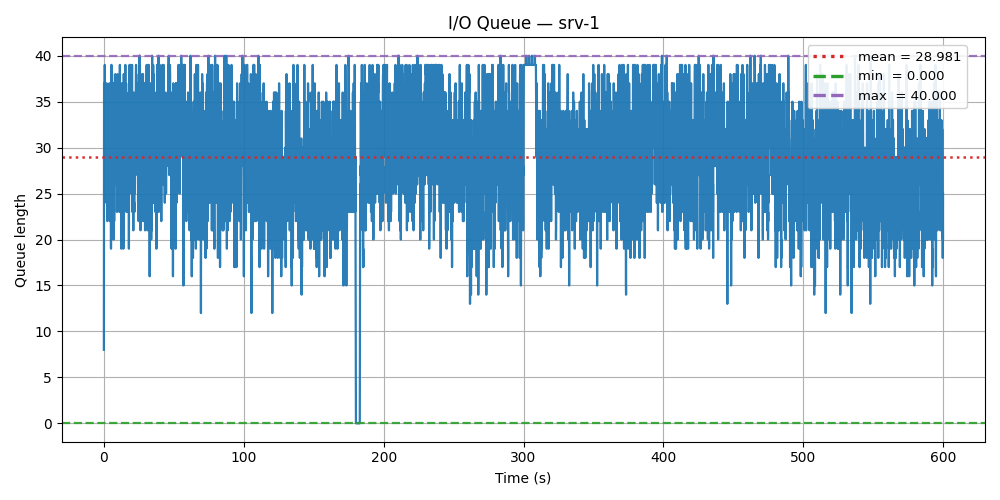 I/O Queue — srv-1
Queue length
40
35
30
25
20
15
10
5
0
mean = 28.981
min = 0.000
max = 40.000
0 100 200 300 400 500 600
Time (s)